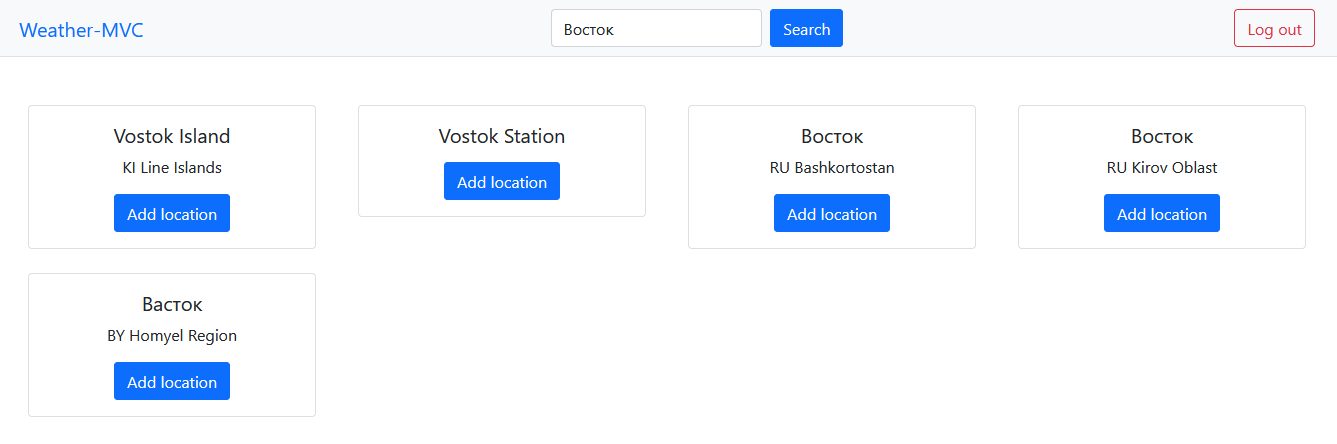 Weather-MVC
Восток
Search
Log out
Vostok Island
KI Line Islands
Add location
Vostok Station
Add location
Восток
RU Bashkortostan
Add location
Восток
RU Kirov Oblast
Add location
Васток
BY Homyel Region
Add location